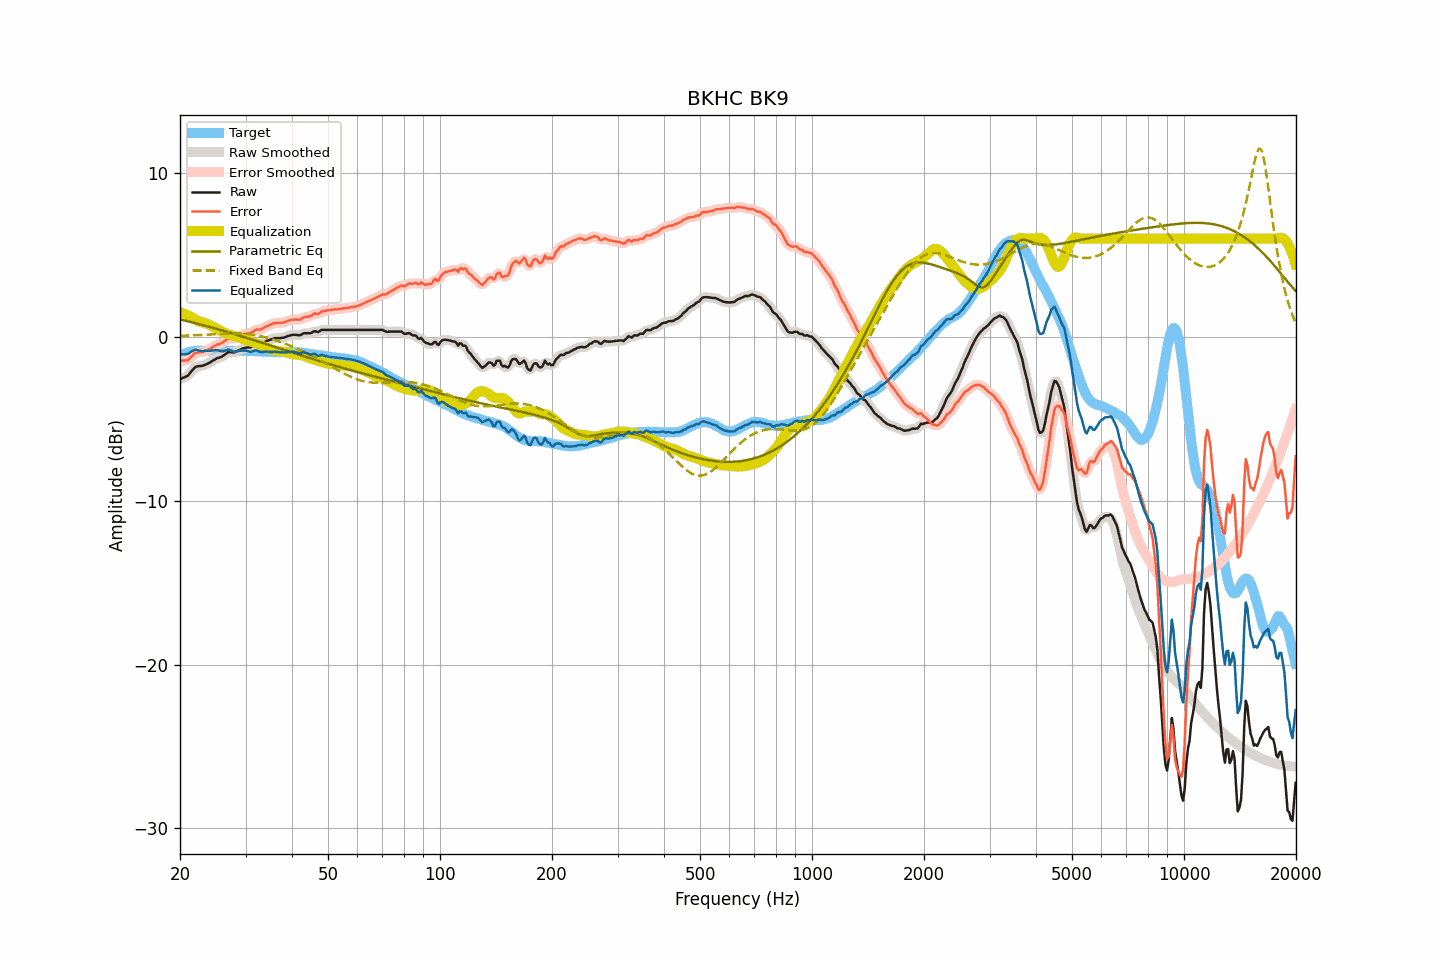 BKHC BK9
Target
Raw Smoothed
Error Smoothed
Raw
Error
Equalization
Parametric Eq
Fixed Band Eq
Equalized
10
0
−10
−20
−30
Amplitude (dBr)
20
50
100
200
500
1000
2000
5000
10000
20000
Frequency (Hz)